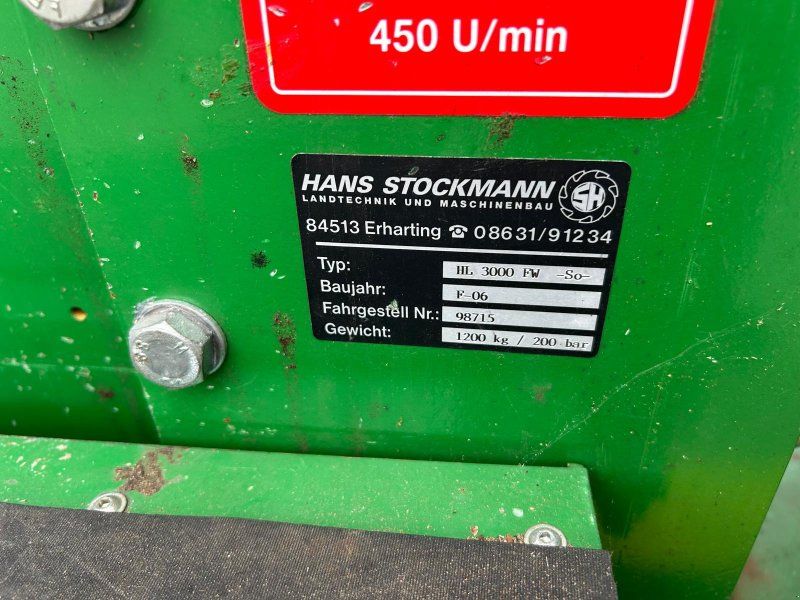 450 U/min
HANS STOCKMANN
LANDTECHNIK UND MASCHINENBAU
SH
84513 Erharting ☎ 08631/91234
Typ: HL 3000 FW -So-
Baujahr: F-06
Fahrgestell Nr.: 98715
Gewicht: 1200 kg / 200 bar